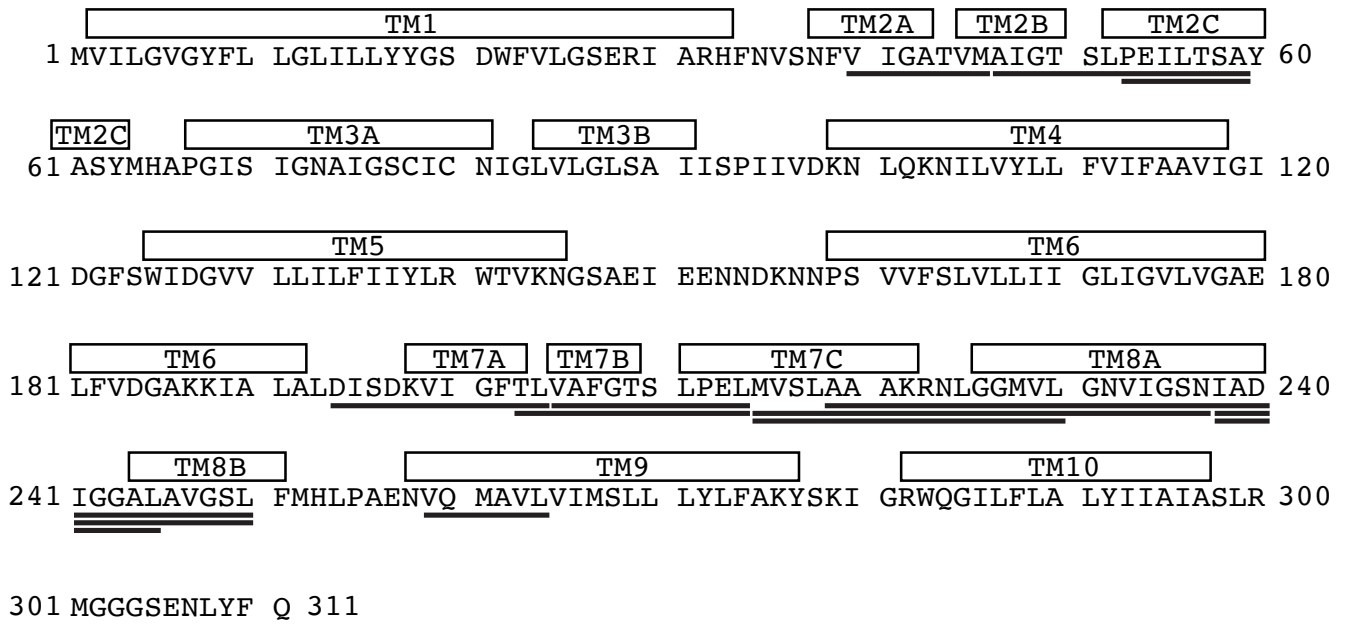 TM1 TM2A TM2B TM2C
1 MVILGVGYFL LGLILLYYGS DWFVLGSERI ARHFNVSNFV IGATVMAIGT SLPEILTSAY 60
TM2C TM3A TM3B TM4
61 ASYMHAPGIS IGNAIGSCIC NIGLVLGLSA IISPIIVDKN LQKNILVYLL FVIFAAVIGI 120
TM5 TM6
121 DGFSWIDGVV LLILFIIYLR WTVKNGSAEI EENNDKNNPS VVFSLVLLII GLIGVLVGAE 180
TM6 TM7A TM7B TM7C TM8A
181 LFVDGAKKIA LALDISDKVI GFTLVAFGTS LPELMVSLAA AKRNLGGMVL GNVIGSNIAD 240
TM8B TM9 TM10
241 IGGALAVGSL FMHLPAENVQ MAVLVIMSLL LYLFAKYSKI GRWQGILFLA LYIIAIASLR 300
301 MGGGSENLYF Q 311